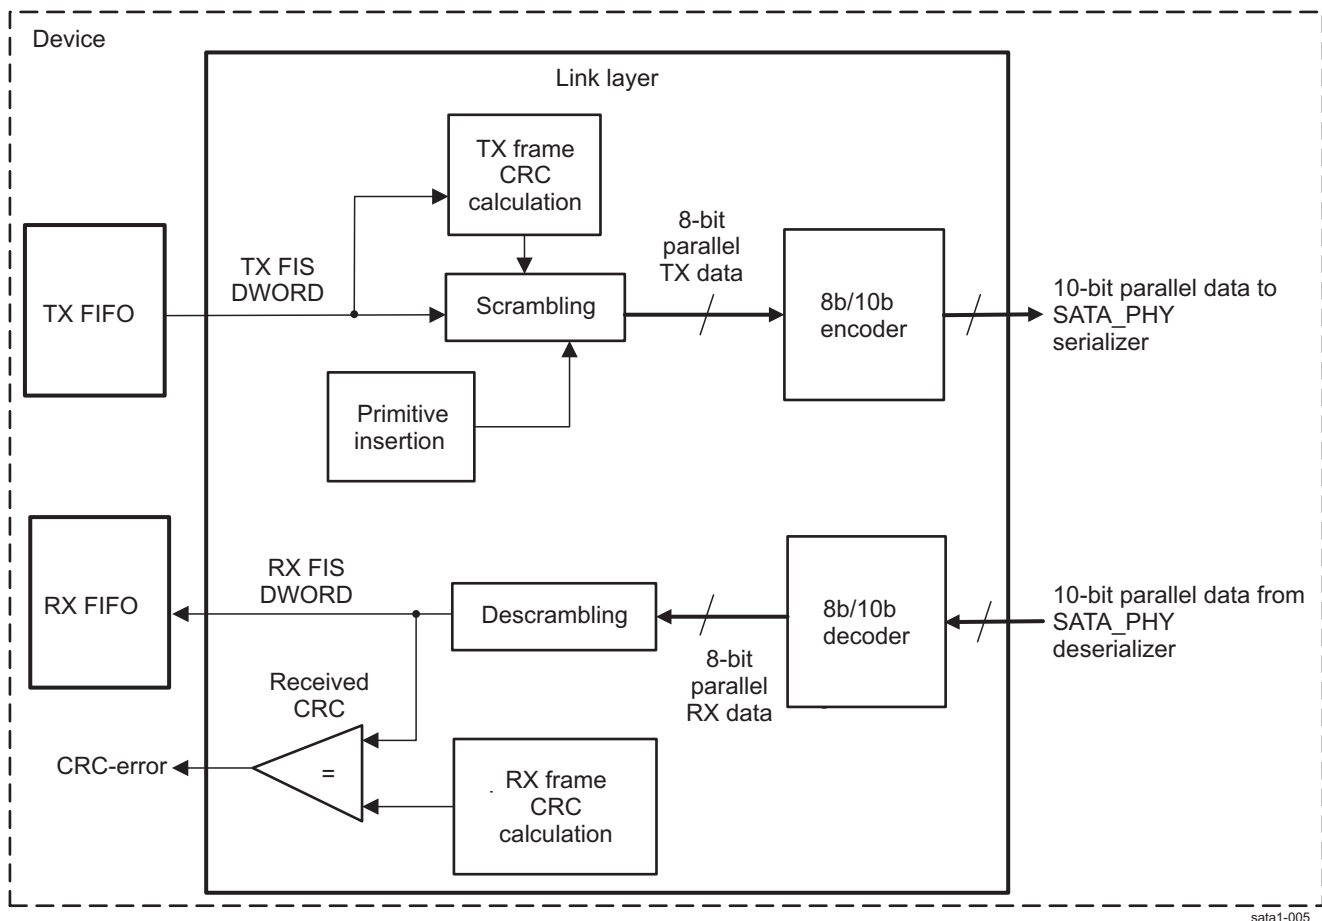 Device
Link layer
TX frame
CRC
calculation
8-bit
parallel
TX data
TX FIS
DWORD
TX FIFO
Scrambling
8b/10b
encoder
10-bit parallel data to
SATA_PHY
serializer
Primitive
insertion
RX FIS
DWORD
RX FIFO
Descrambling
8b/10b
decoder
10-bit parallel data from
SATA_PHY
deserializer
8-bit
parallel
RX data
Received
CRC
CRC-error
=
RX frame
CRC
calculation
sata1-005